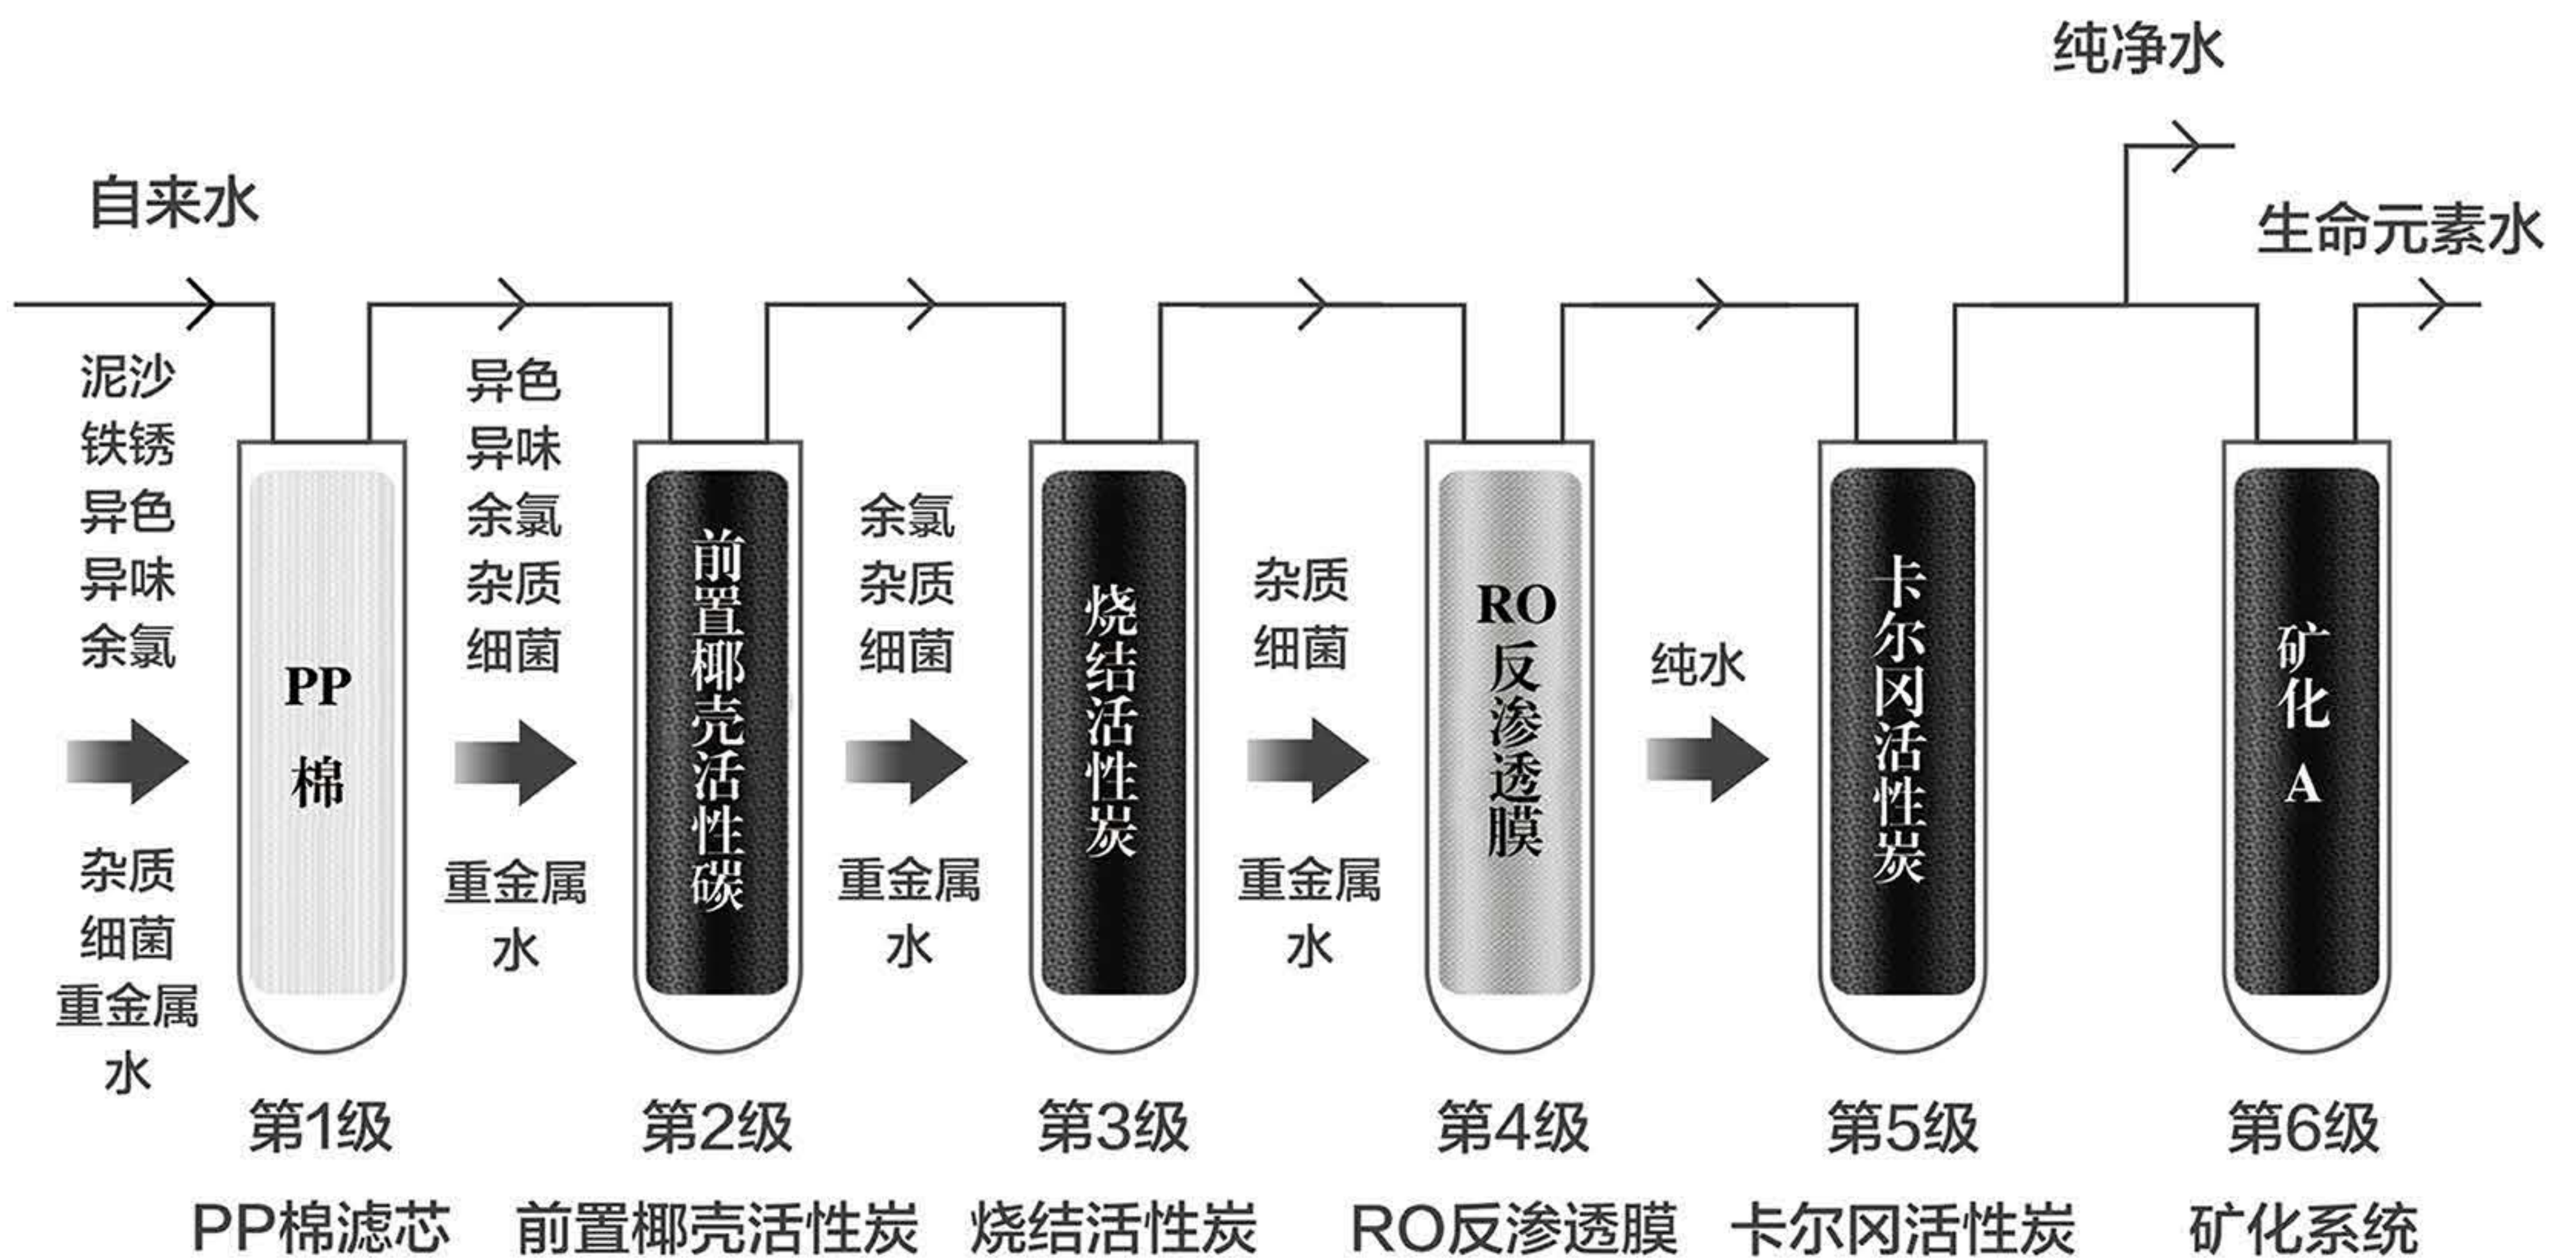 纯净水
自来水
生命元素水
泥沙
铁锈
异色
异味
余氯
杂质
细菌
重金属
水
PP
棉
异色
异味
余氯
杂质
细菌
重金属
水
前置椰壳活性碳
余氯
杂质
细菌
重金属
水
烧结活性炭
杂质
细菌
重金属
水
RO
反渗透膜
纯水
卡尔冈活性炭
矿化
A
第1级
第2级
第3级
第4级
第5级
第6级
PP棉滤芯
前置椰壳活性炭
烧结活性炭
RO反渗透膜
卡尔冈活性炭
矿化系统